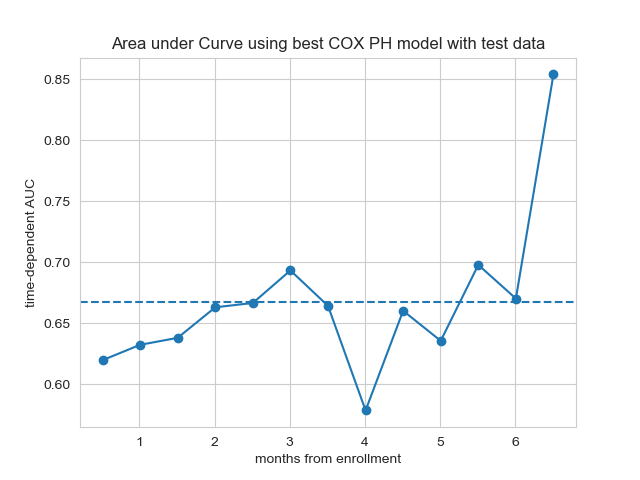 Area under Curve using best COX PH model with test data
time-dependent AUC
0.85
0.80
0.75
0.70
0.65
0.60
1 2 3 4 5 6
months from enrollment